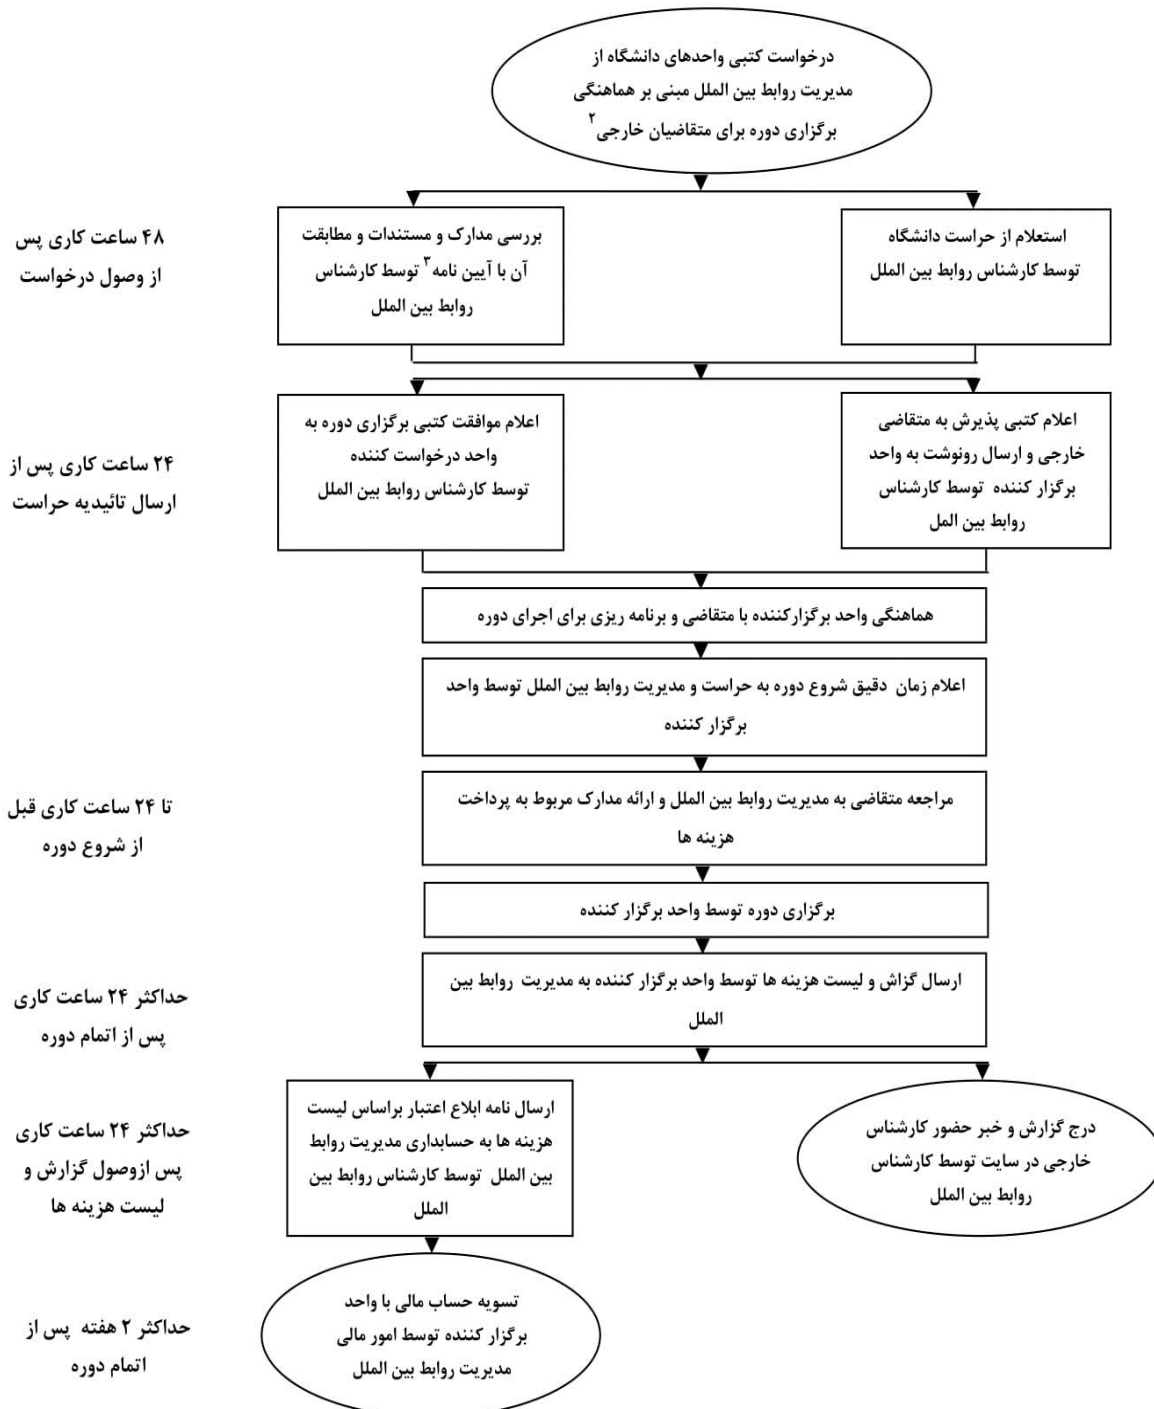 درخواست کتبی واحدهای دانشگاه از
مدیریت روابط بین الملل مبنی بر هماهنگی
برگزاری دوره برای متقاضیان خارجی۲
استعلام از حراست دانشگاه
توسط کارشناس روابط بین الملل
بررسی مدارک و مستندات و مطابقت
آن با آیین نامه۳ توسط کارشناس
روابط بین الملل
۴۸ ساعت کاری پس
از وصول درخواست
اعلام کتبی پذیرش به متقاضی
خارجی و ارسال رونوشت به واحد
برگزار کننده توسط کارشناس
روابط بین المل
اعلام موافقت کتبی برگزاری دوره به
واحد درخواست کننده
توسط کارشناس روابط بین الملل
۲۴ ساعت کاری پس از
ارسال تائیدیه حراست
هماهنگی واحد برگزارکننده با متقاضی و برنامه ریزی برای اجرای دوره
اعلام زمان دقیق شروع دوره به حراست و مدیریت روابط بین الملل توسط واحد
برگزار کننده
مراجعه متقاضی به مدیریت روابط بین الملل و ارائه مدارک مربوط به پرداخت
هزینه ها
تا ۲۴ ساعت کاری قبل
از شروع دوره
برگزاری دوره توسط واحد برگزار کننده
ارسال گزاش و لیست هزینه ها توسط واحد برگزار کننده به مدیریت روابط بین
الملل
حداکثر ۲۴ ساعت کاری
پس از اتمام دوره
درج گزارش و خبر حضور کارشناس
خارجی در سایت توسط کارشناس
روابط بین الملل
ارسال نامه ابلاع اعتبار براساس لیست
هزینه ها به حسابداری مدیریت روابط
بین الملل توسط کارشناس روابط بین
الملل
حداکثر ۲۴ ساعت کاری
پس ازوصول گزارش و
لیست هزینه ها
تسویه حساب مالی با واحد
برگزار کننده توسط امور مالی
مدیریت روابط بین الملل
حداکثر ۲ هفته پس از
اتمام دوره